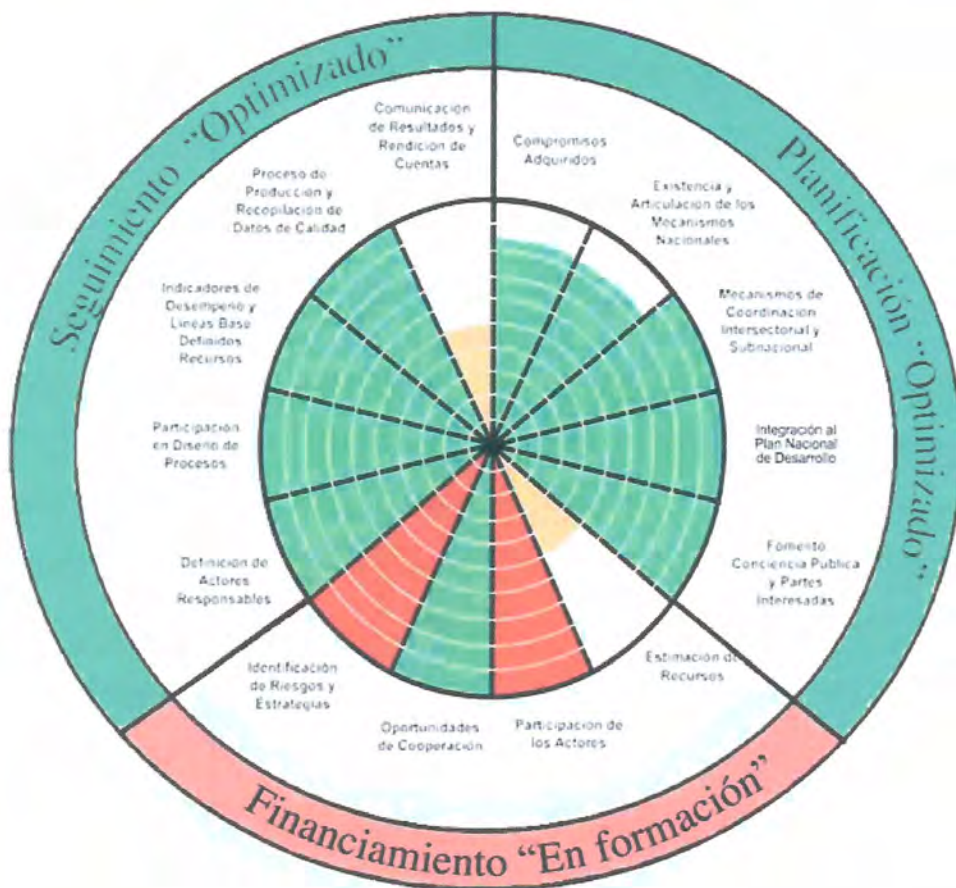 Seguimiento “Optimizado”
Planificación “Optimizado”
Comunicación
de Resultados y
Rendición de
Cuentas
Compromisos
Adquiridos
Existencia y
Articulación de los
Mecanismos
Nacionales
Mecanismos de
Coordinación
Intersectorial y
Subnacional
Integración al
Plan Nacional
de Desarrollo
Fomento
Conciencia Pública
y Partes
Interesadas
Estimación de
Recursos
Participación de
los Actores
Oportunidades
de Cooperación
Identificación
de Riesgos y
Estrategias
Definición de
Actores
Responsables
Participación
en Diseño de
Procesos
Indicadores de
Desempeño y
Líneas Base
Definidos
Recursos
Proceso de
Producción y
Recopilación de
Datos de Calidad
Financiamiento “En formación”